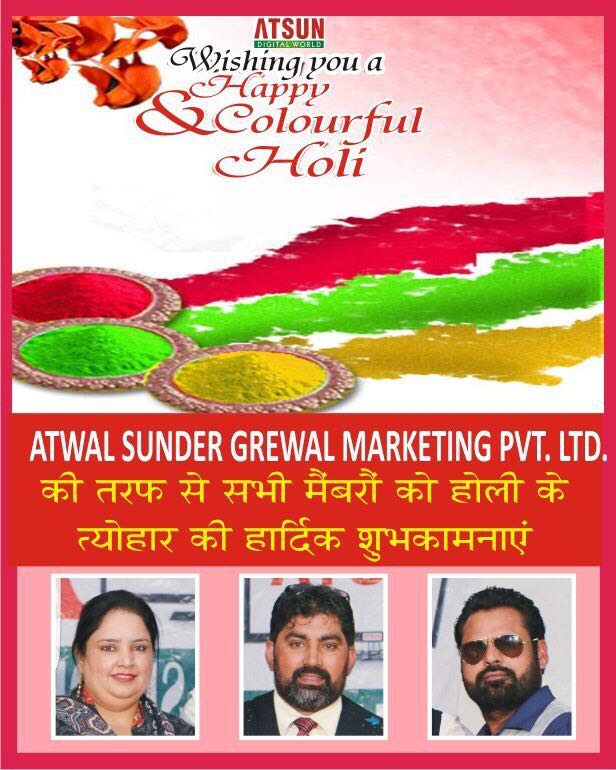 ATSUN
DIGITAL WORLD
Wishing you a
Happy
& Colourful
Holi
ATWAL SUNDER GREWAL MARKETING PVT. LTD.
की तरफ से सभी मैंबरौं को होली के
त्योहार की हार्दिक शुभकामनाएं